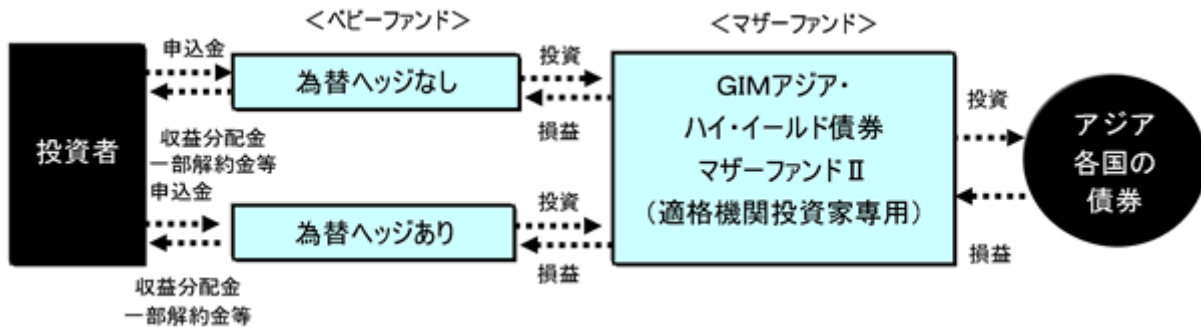 ＜ベビーファンド＞
＜マザーファンド＞
申込金
為替ヘッジなし
投資
損益
投資者
収益分配金
一部解約金等
申込金
為替ヘッジあり
投資
損益
収益分配金
一部解約金等
GIMアジア・
ハイ・イールド債券
マザーファンドⅡ
（適格機関投資家専用）
投資
損益
アジア
各国の
債券